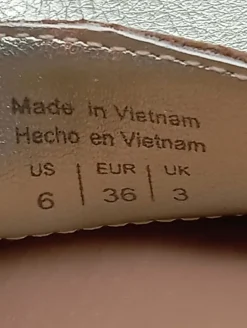 Made in Vietnam
Hecho en Vietnam
US | EUR | UK
6 | 36 | 3